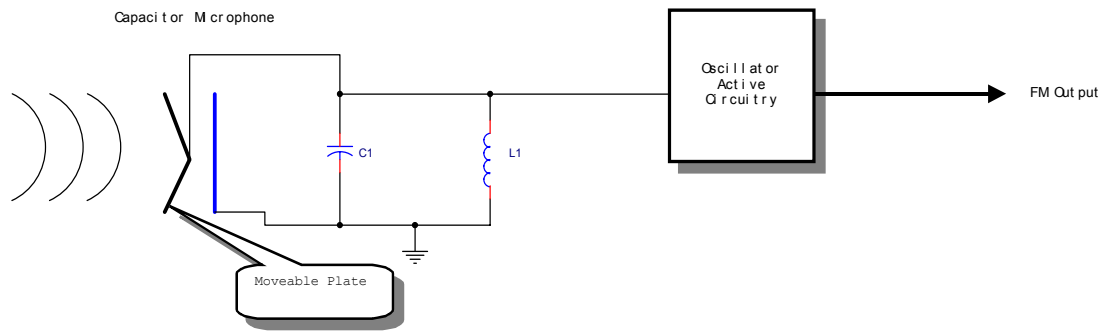 Capacitor Microphone
Oscillator
Active
Circuitry
FM Output
C1
L1
Moveable Plate